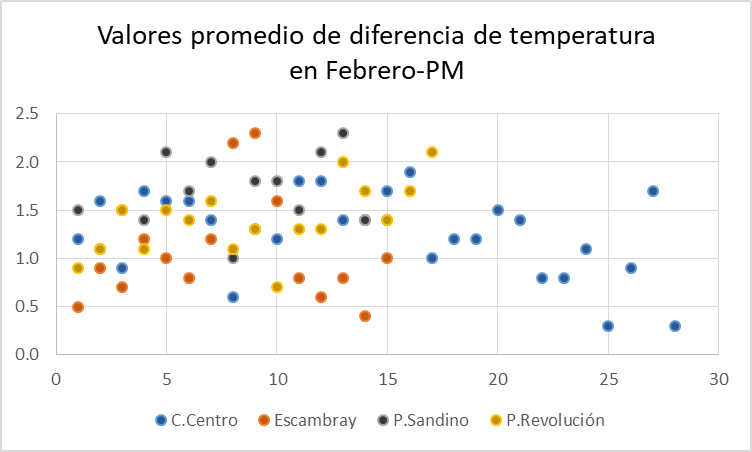 Valores promedio de diferencia de temperatura
en Febrero-PM
2.5
2.0
1.5
1.0
0.5
0.0
0 5 10 15 20 25 30
C.Centro Escambray P.Sandino P.Revolución